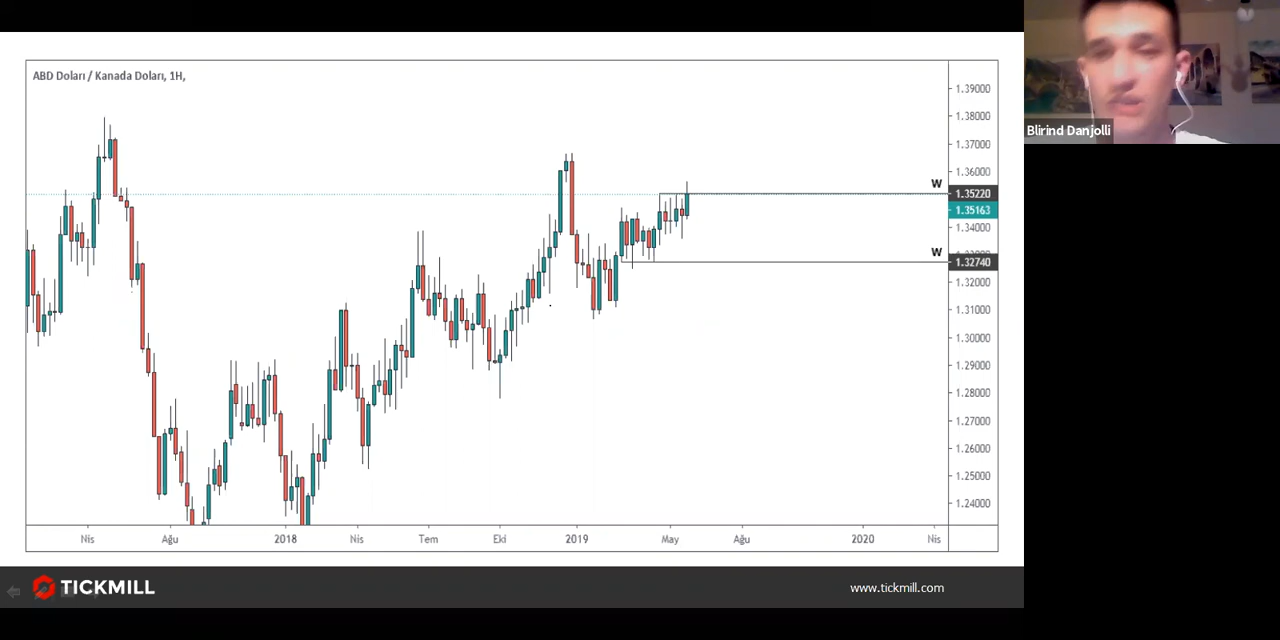 ABD Doları / Kanada Doları, 1H,
1.39000
1.38000
1.37000
1.36000
W
1.35220
1.35163
1.34000
W
1.32740
1.32000
1.31000
1.30000
1.29000
1.28000
1.27000
1.26000
1.25000
1.24000
Nis
Ağu
2018
Nis
Tem
Eki
2019
May
Ağu
2020
Nis
TICKMILL
www.tickmill.com
Blirind Danjolli